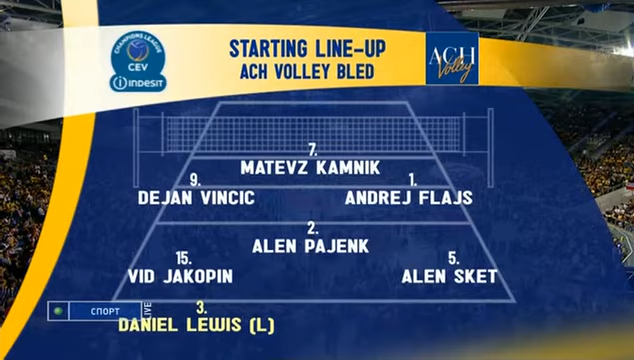 CHAMPIONS LEAGUE
CEV
indesit
STARTING LINE-UP
ACH VOLLEY BLED
ACH
Volley
7.
MATEVZ KAMNIK
9.
DEJAN VINCIC
1.
ANDREJ FLAJS
2.
ALEN PAJENK
15.
VID JAKOPIN
5.
ALEN SKET
СПОРТ
LIVE
3.
DANIEL LEWIS (L)